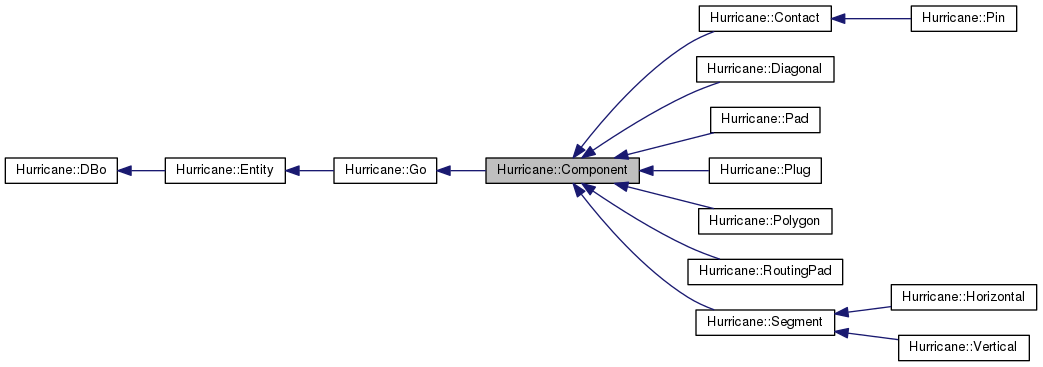 Hurricane::Contact
Hurricane::Pin
Hurricane::Diagonal
Hurricane::Pad
Hurricane::DBo
Hurricane::Entity
Hurricane::Go
Hurricane::Component
Hurricane::Plug
Hurricane::Polygon
Hurricane::RoutingPad
Hurricane::Segment
Hurricane::Horizontal
Hurricane::Vertical